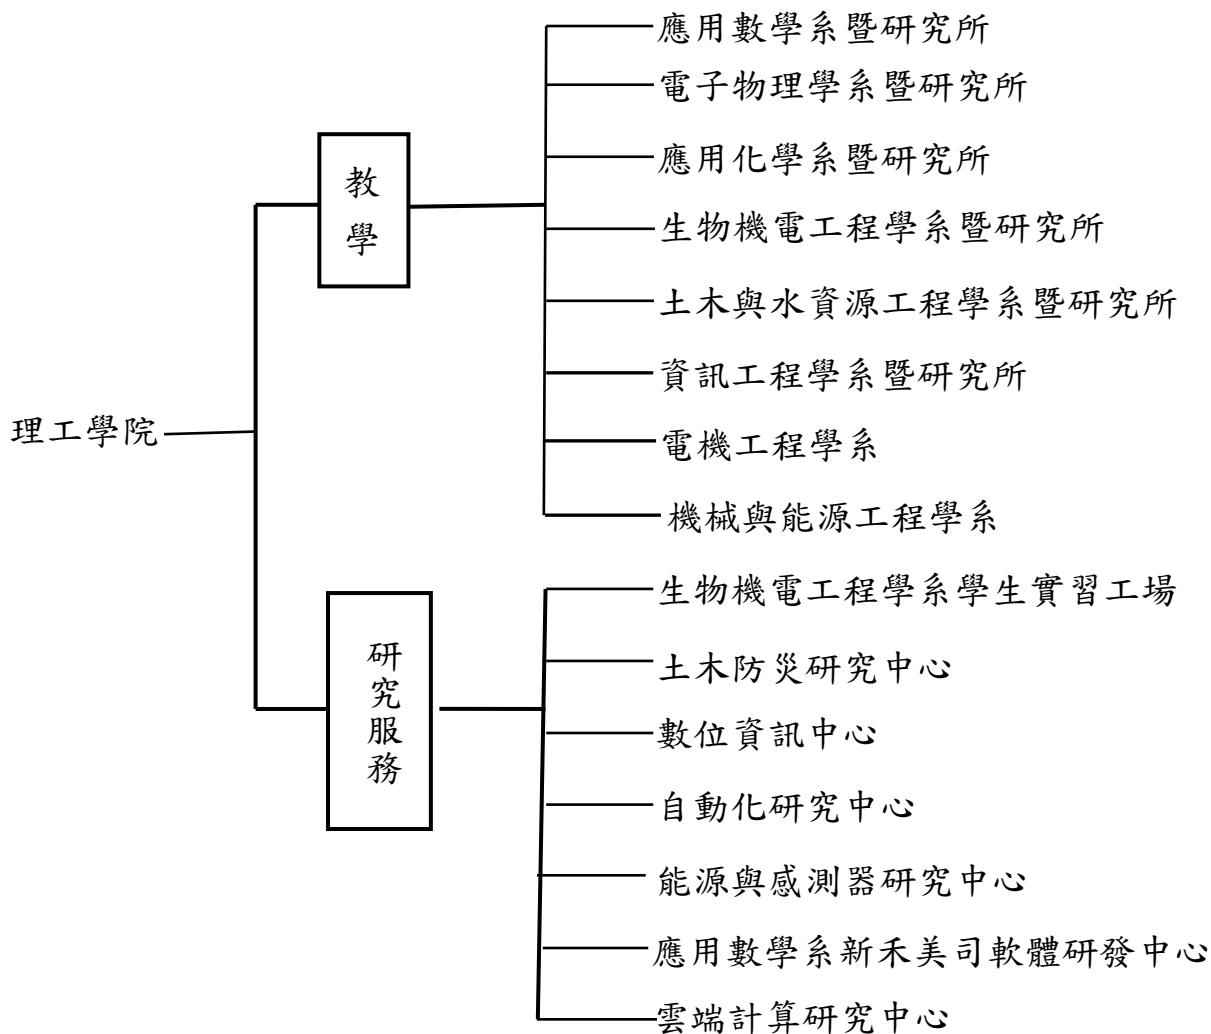 理工學院
教學
應用數學系暨研究所
電子物理學系暨研究所
應用化學系暨研究所
生物機電工程學系暨研究所
土木與水資源工程學系暨研究所
資訊工程學系暨研究所
電機工程學系
機械與能源工程學系
研究服務
生物機電工程學系學生實習工場
土木防災研究中心
數位資訊中心
自動化研究中心
能源與感測器研究中心
應用數學系新禾美司軟體研發中心
雲端計算研究中心